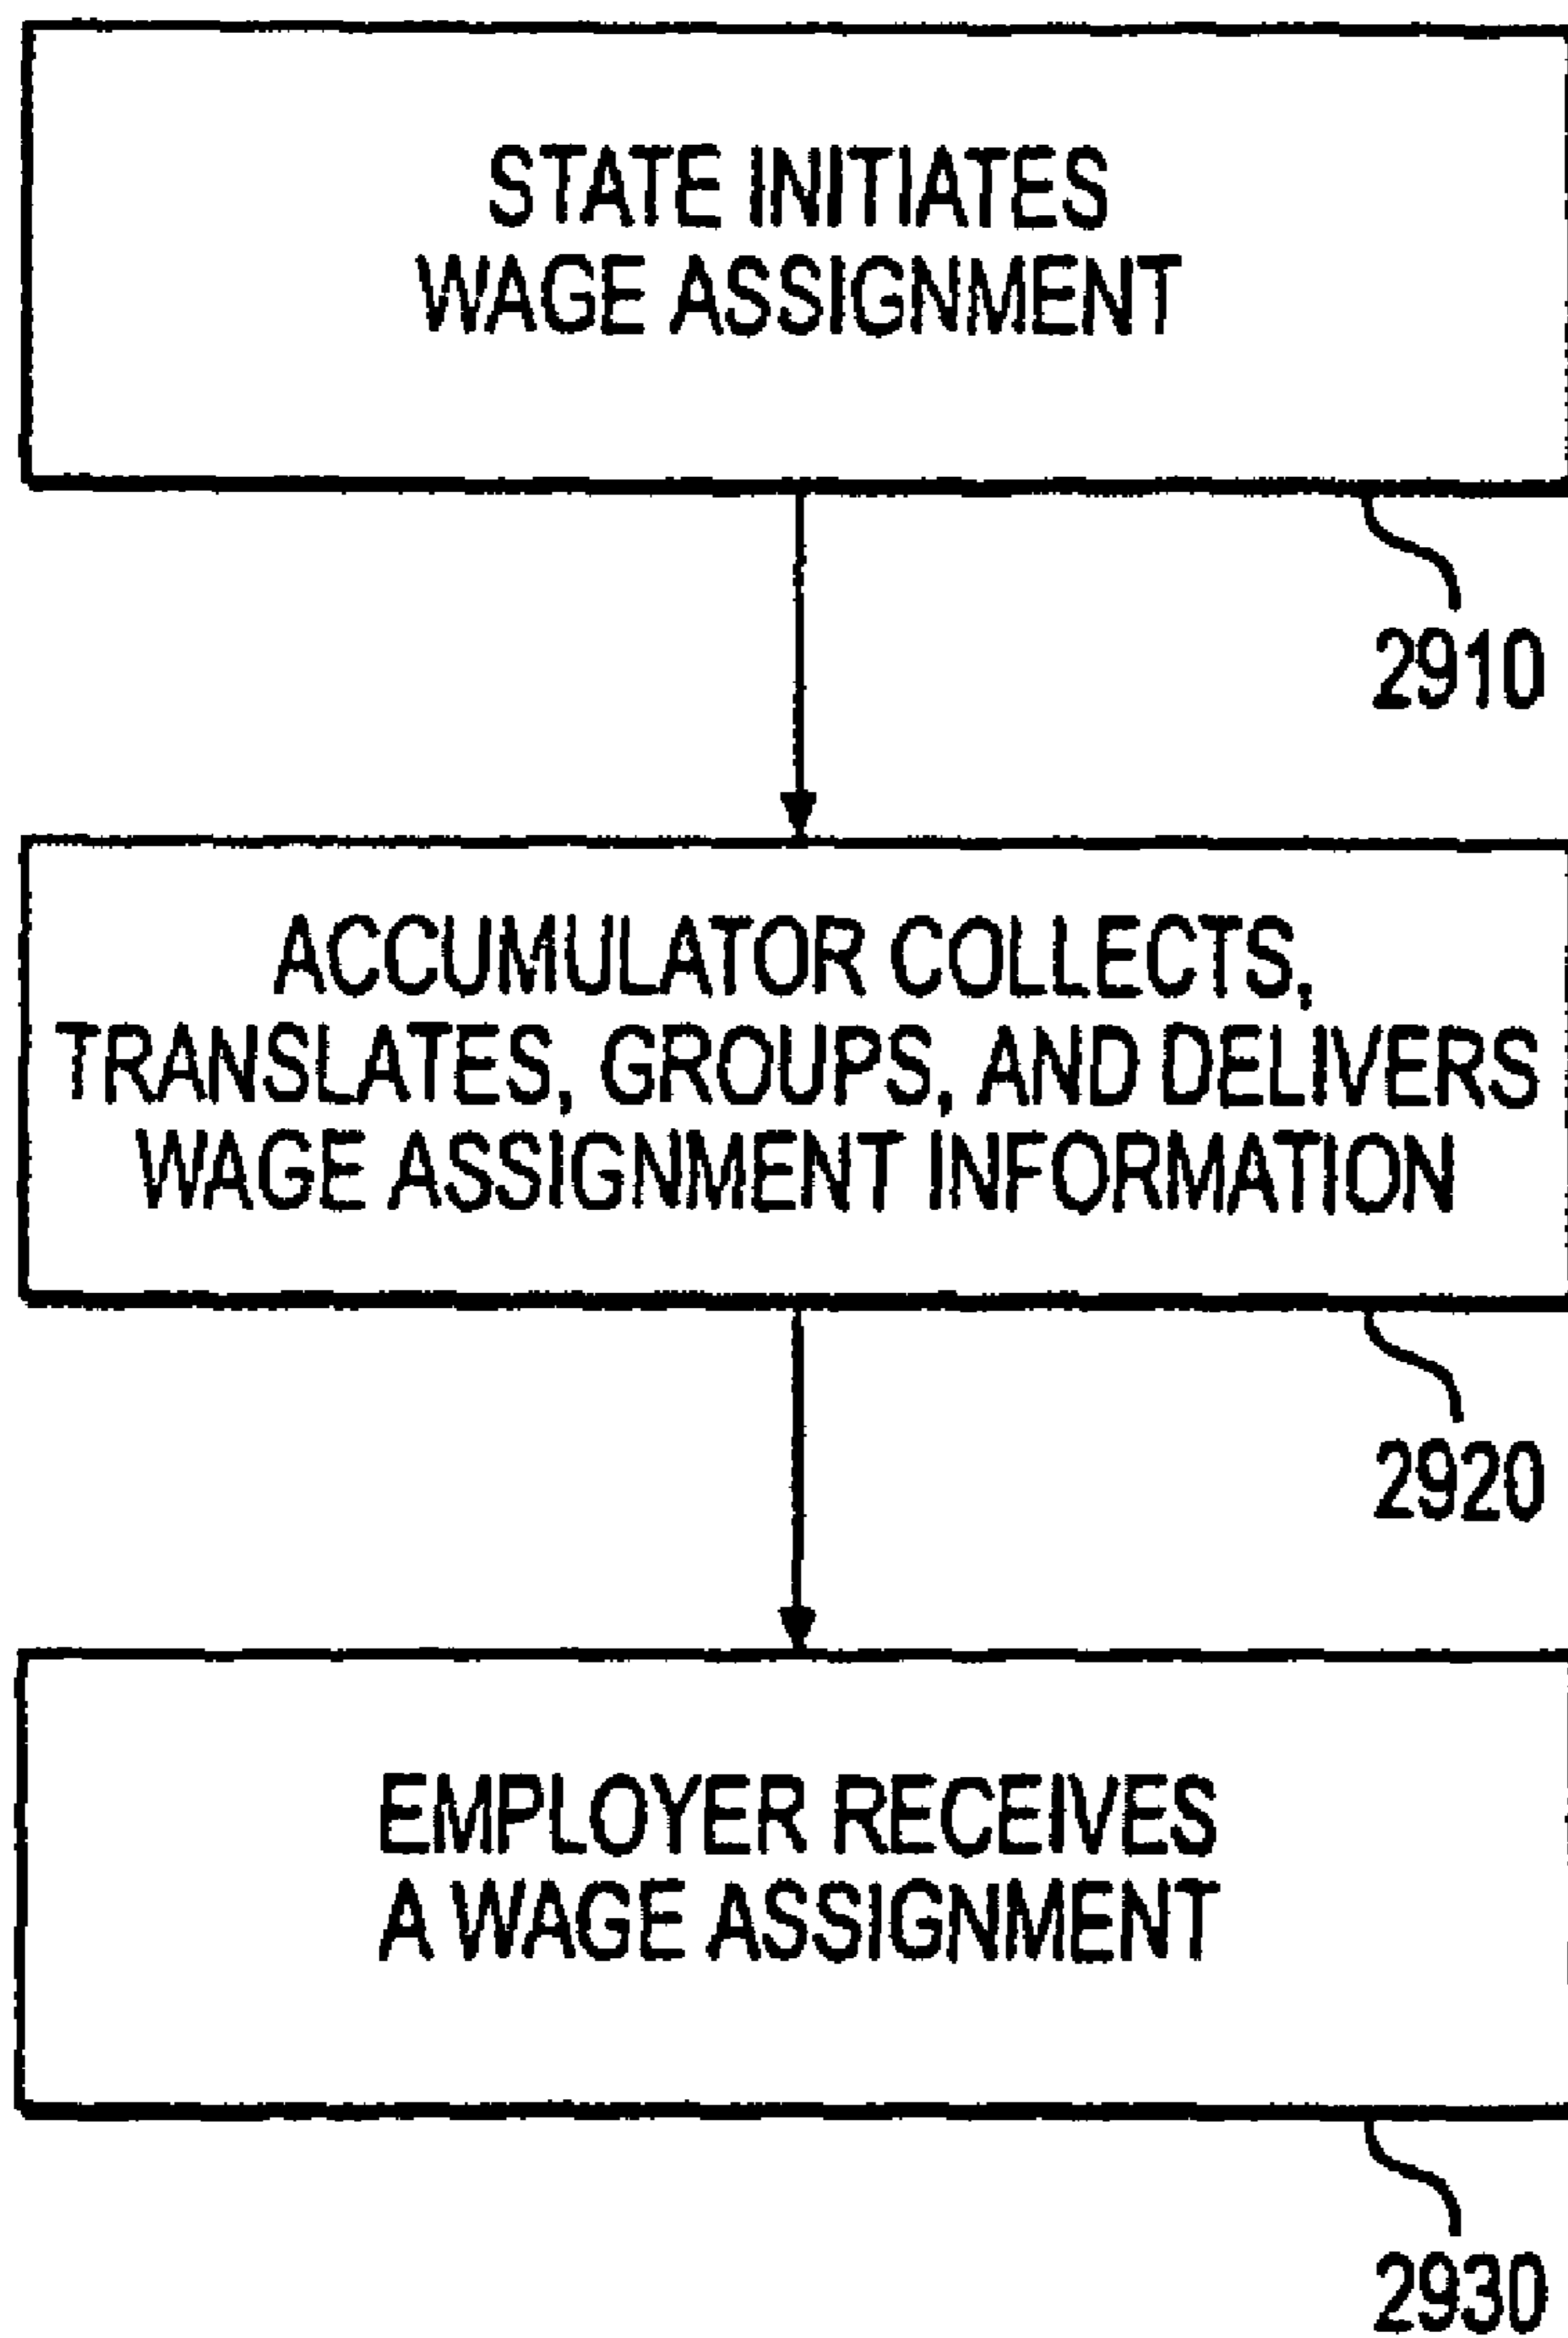 STATE INITIATES
WAGE ASSIGNMENT
2910
ACCUMULATOR COLLECTS,
TRANSLATES, GROUPS, AND DELIVERS
WAGE ASSIGNMENT INFORMATION
2920
EMPLOYER RECEIVES
A WAGE ASSIGNMENT
2930